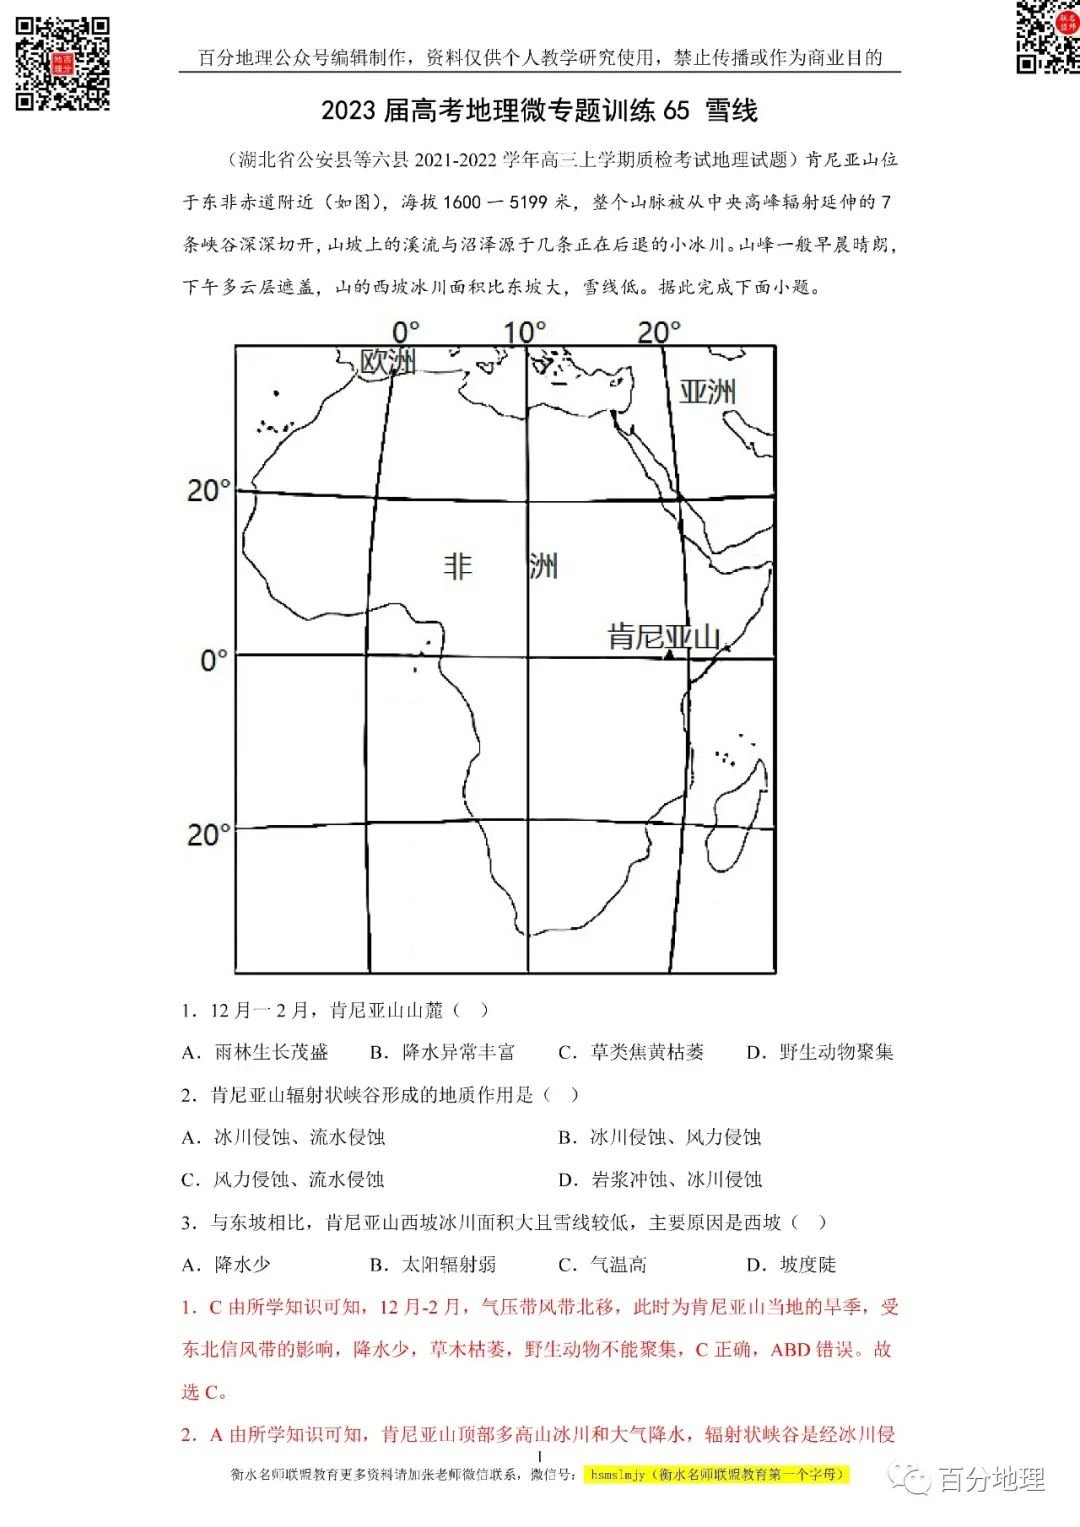 百分地理公众号编辑制作，资料仅供个人教学研究使用，禁止传播或作为商业目的
2023 届高考地理微专题训练 65 雪线
（湖北省公安县等六县 2021-2022 学年高三上学期质检考试地理试题）肯尼亚山位
于东非赤道附近（如图），海拔 1600 一 5199 米，整个山脉被从中央高峰辐射延伸的 7
条峡谷深深切开，山坡上的溪流与沼泽源于几条正在后退的小冰川。山峰一般早晨晴朗，
下午多云层遮盖，山的西坡冰川面积比东坡大，雪线低。据此完成下面小题。
0° 10° 20°
欧洲
亚洲
20°
非 洲
肯尼亚山
0°
20°
1．12 月一 2 月，肯尼亚山山麓（ ）
A．雨林生长茂盛 B．降水异常丰富 C．草类焦黄枯萎 D．野生动物聚集
2．肯尼亚山辐射状峡谷形成的地质作用是（ ）
A．冰川侵蚀、流水侵蚀 B．冰川侵蚀、风力侵蚀
C．风力侵蚀、流水侵蚀 D．岩浆冲蚀、冰川侵蚀
3．与东坡相比，肯尼亚山西坡冰川面积大且雪线较低，主要原因是西坡（ ）
A．降水少 B．太阳辐射弱 C．气温高 D．坡度陡
1．C 由所学知识可知，12 月-2 月，气压带风带北移，此时为肯尼亚山当地的旱季，受
东北信风带的影响，降水少，草木枯萎，野生动物不能聚集，C 正确，ABD 错误。故
选 C。
2．A 由所学知识可知，肯尼亚山顶部多高山冰川和大气降水，辐射状峡谷是经冰川侵
1
衡水名师联盟教育更多资料请加张老师微信联系，微信号： hsmslmjy（衡水名师联盟教育第一个字母）
百分地理